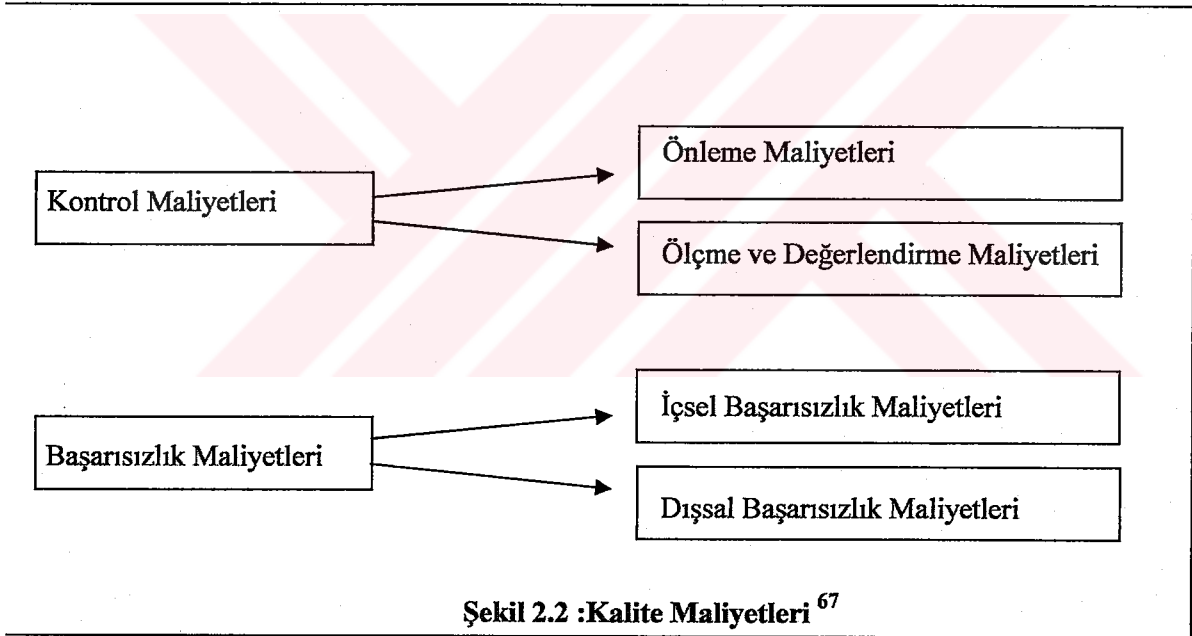 Kontrol Maliyetleri
Önleme Maliyetleri
Ölçme ve Değerlendirme Maliyetleri
Başarısızlık Maliyetleri
İçsel Başarısızlık Maliyetleri
Dışsal Başarısızlık Maliyetleri
Şekil 2.2 :Kalite Maliyetleri 67